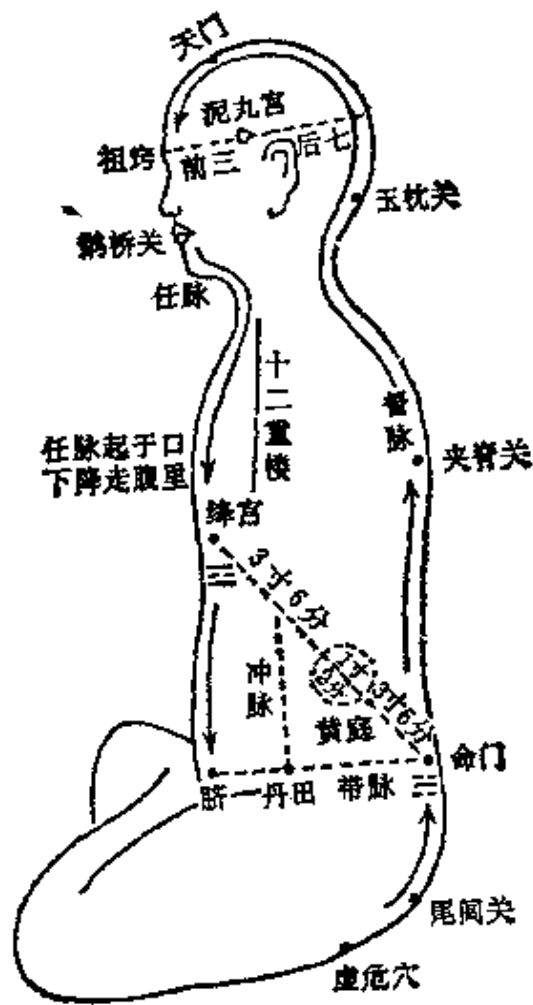 天门
泥丸宫
祖窍
前三
后七
玉枕关
鹊桥关
任脉
十二重楼
督脉
任脉起于口
下降走腹里
夹脊关
绛宫
3寸6分
冲脉
1寸
2分
3寸6分
黄庭
命门
脐一丹田
带脉
尾闾关
虚危穴